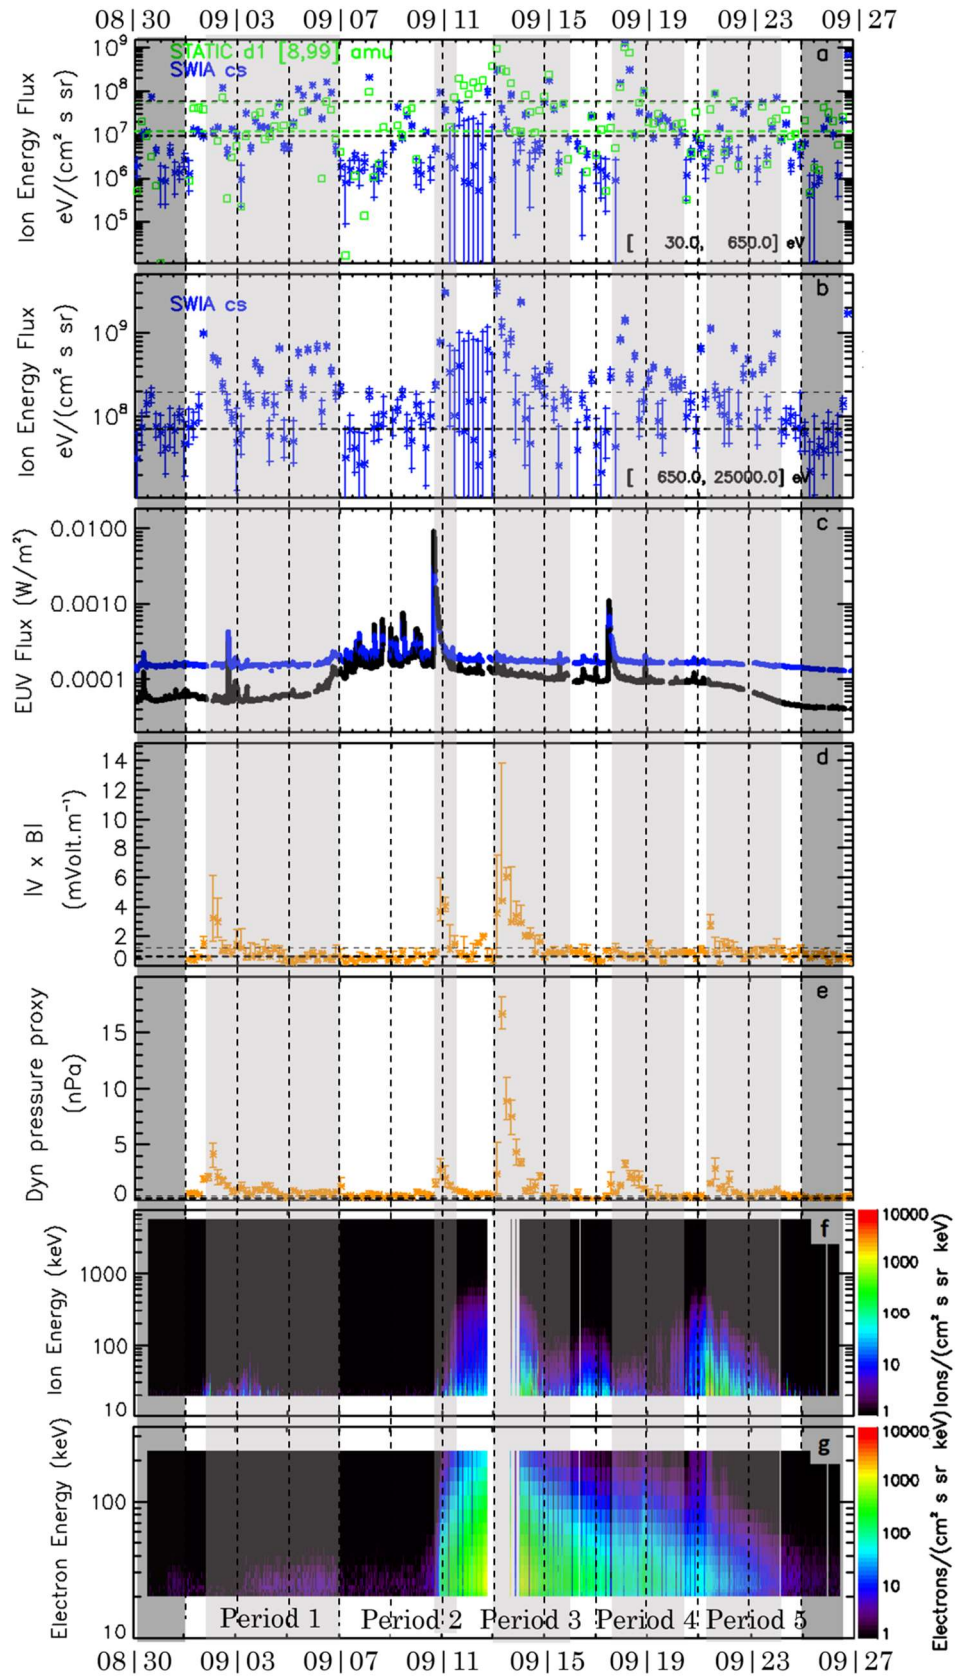 08|30 09|03 09|07 09|11 09|15 09|19 09|23 09|27
Ion Energy Flux
eV/(cm² s sr)
10⁹
10⁸
10⁷
10⁶
10⁵
STATIC d1 [8,99] amu
SWIA cs
a
[ 30.0, 650.0] eV
Ion Energy Flux
eV/(cm² s sr)
10⁹
10⁸
SWIA cs
b
[ 650.0, 25000.0] eV
EUV Flux (W/m²)
0.0100
0.0010
0.0001
c
|v x B|
(mVolt.m⁻¹)
14
12
10
8
6
4
2
0
d
Dyn pressure proxy
(nPa)
15
10
5
0
e
Ion Energy (keV)
1000
100
10
f
10000
1000
100
10
1
Ions/(cm² s sr keV)
Electron Energy (keV)
100
10
g
10000
1000
100
10
1
Electrons/(cm² s sr keV)
Period 1 Period 2 Period 3 Period 4 Period 5
08|30 09|03 09|07 09|11 09|15 09|19 09|23 09|27